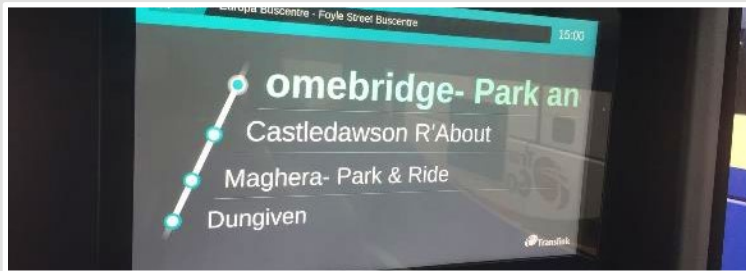 Europa Buscentre - Foyle Street Buscentre
15:00
omebridge- Park an
Castledawson R'About
Maghera- Park & Ride
Dungiven
Translink